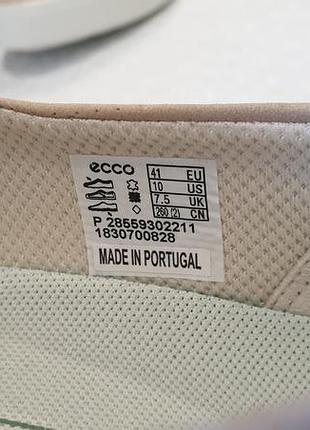 ecco
41 EU
10 US
7.5 UK
260 (2) CN
P 28559302211
1830700828
MADE IN PORTUGAL